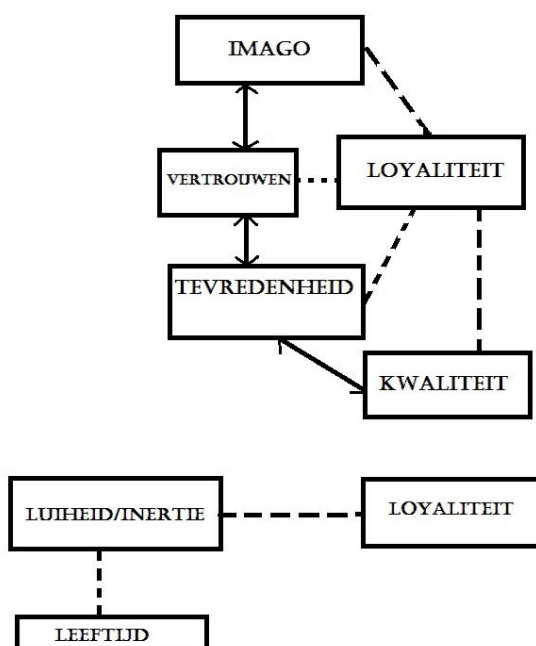 IMAGO
VERTROUWEN
LOYALITEIT
TEVREDENHEID
KWALITEIT
LUIHEID/INERTIE
LOYALITEIT
LEEFTIJD